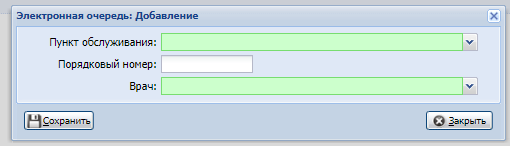 Электронная очередь: Добавление
Пункт обслуживания:
Порядковый номер:
Врач:
Сохранить
Закрыть